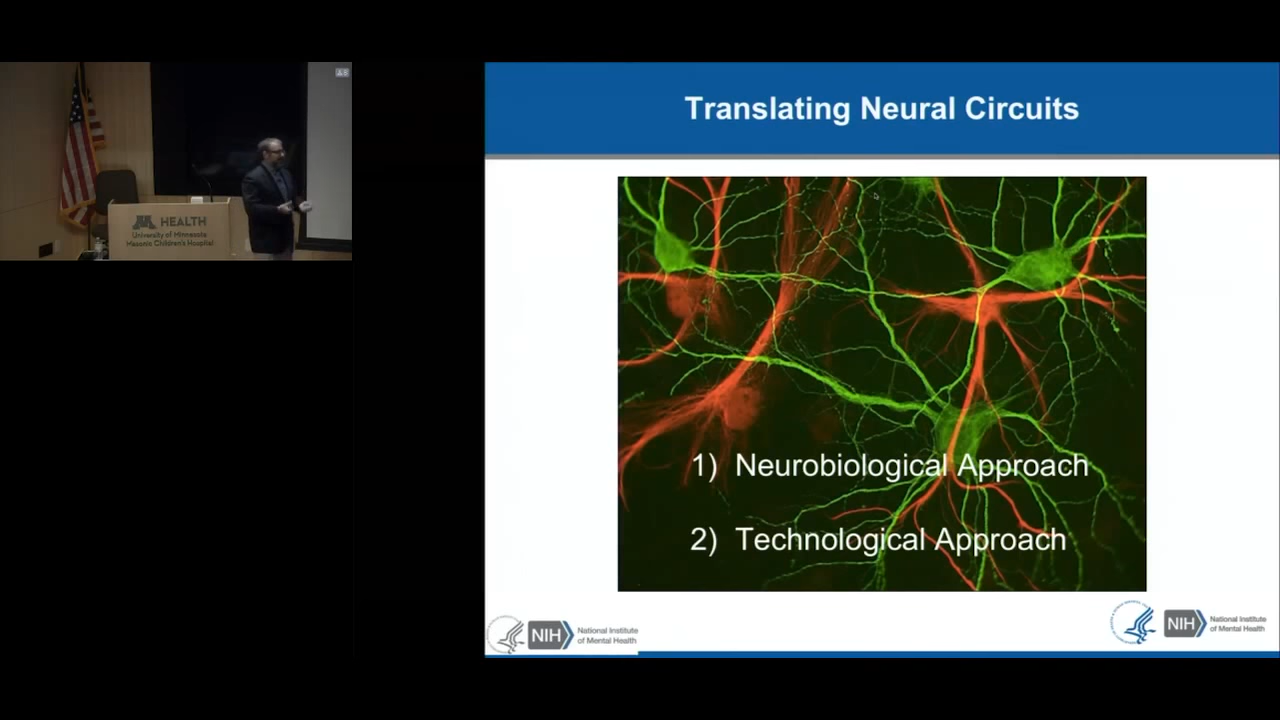 M HEALTH
University of Minnesota
Masonic Children's Hospital
Translating Neural Circuits
1) Neurobiological Approach
2) Technological Approach
NIH
National Institute
of Mental Health
NIH
National Institute
of Mental Health